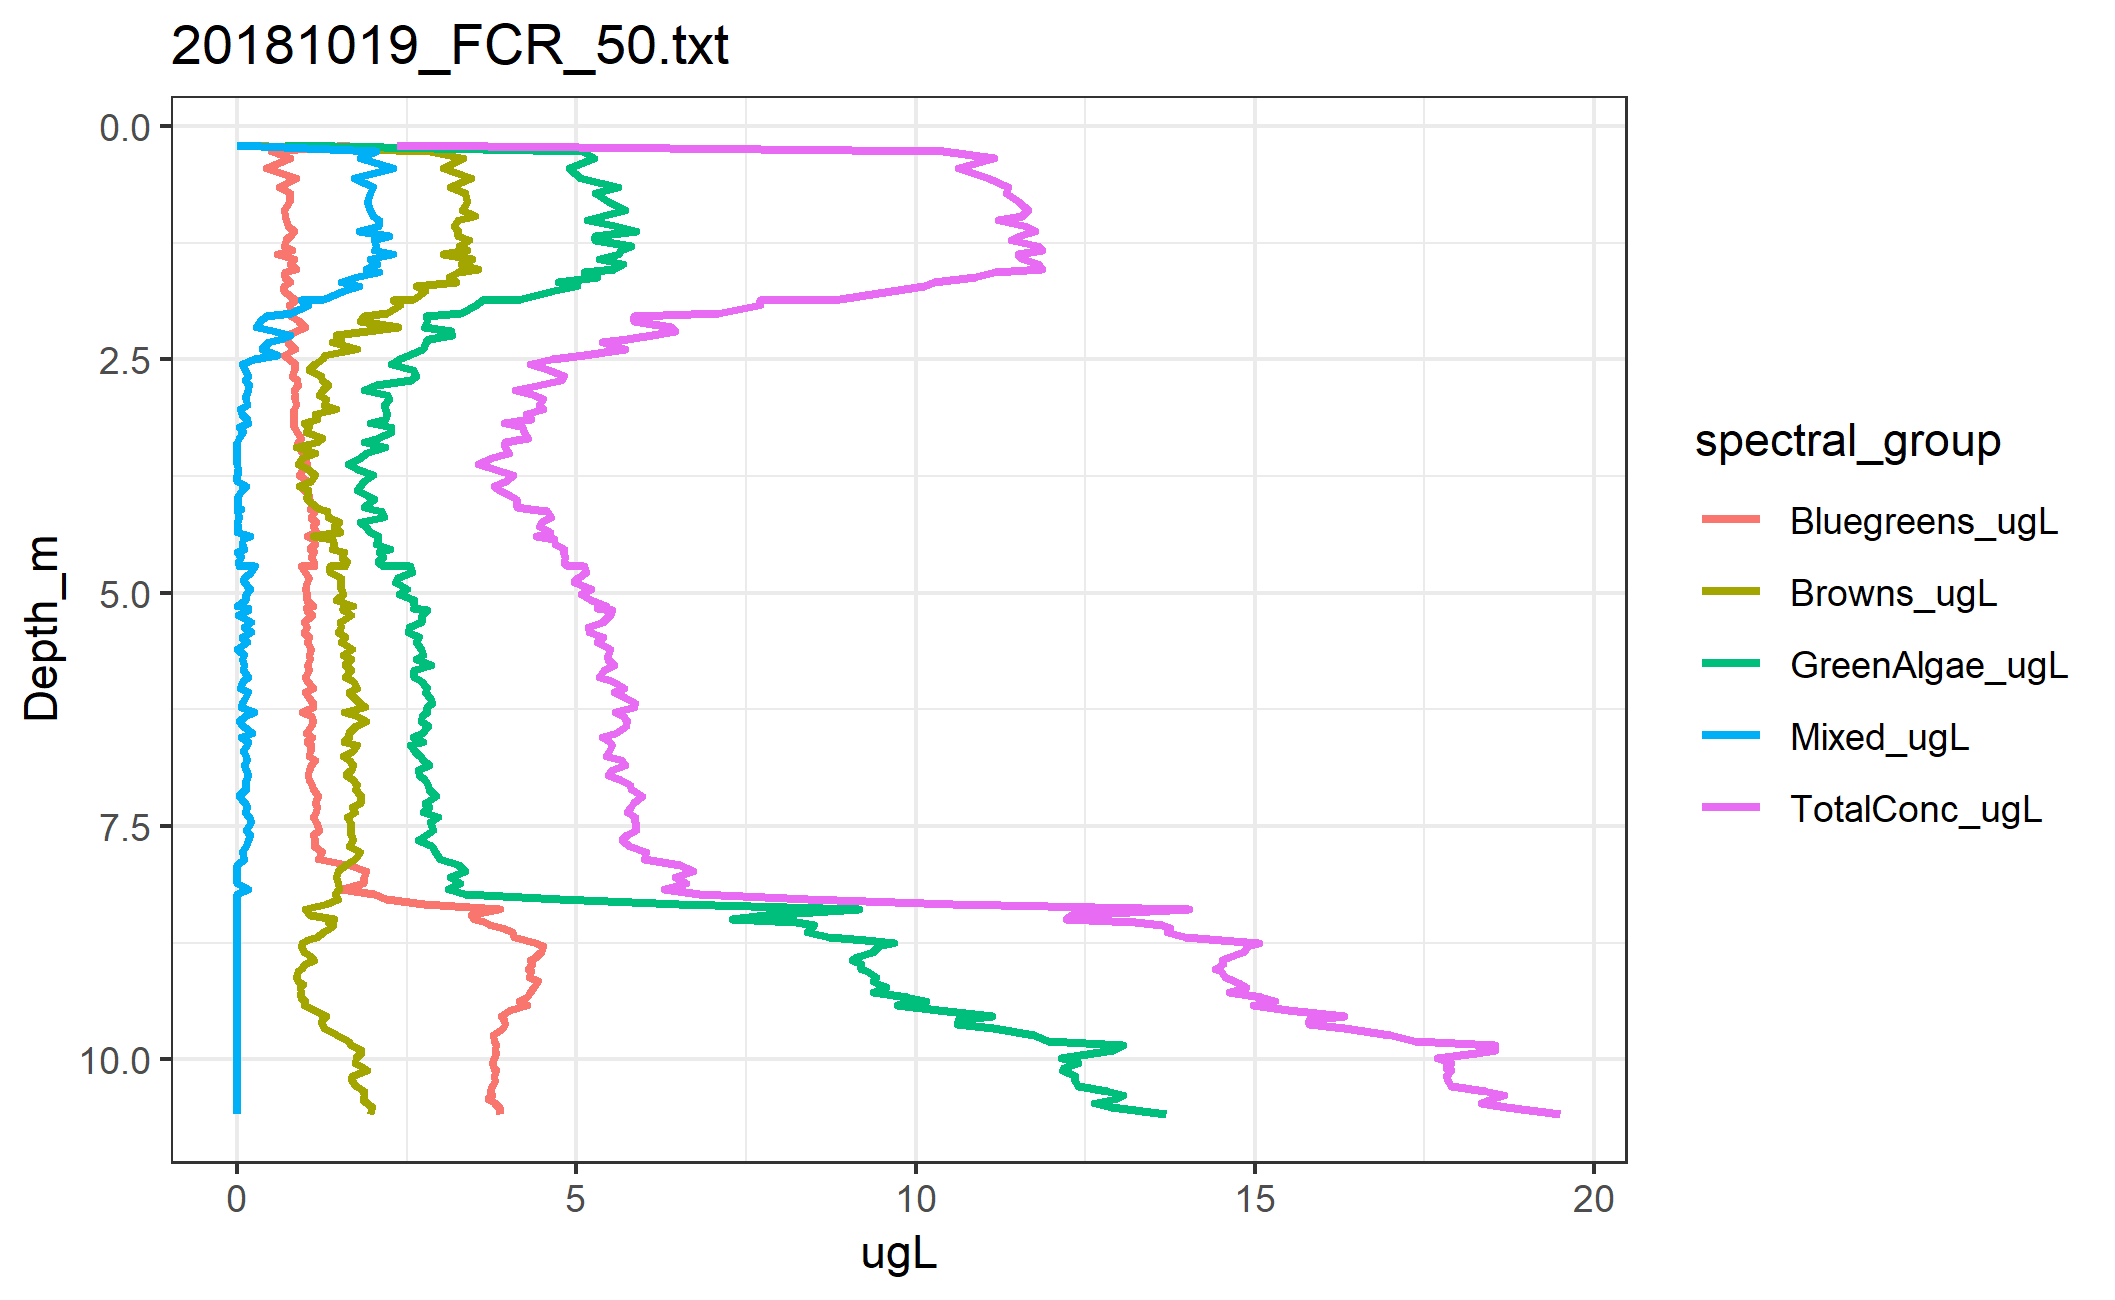 20181019_FCR_50.txt
0.0
2.5
5.0
7.5
10.0
Depth_m
0 5 10 15 20
ugL
spectral_group
Bluegreens_ugL
Browns_ugL
GreenAlgae_ugL
Mixed_ugL
TotalConc_ugL